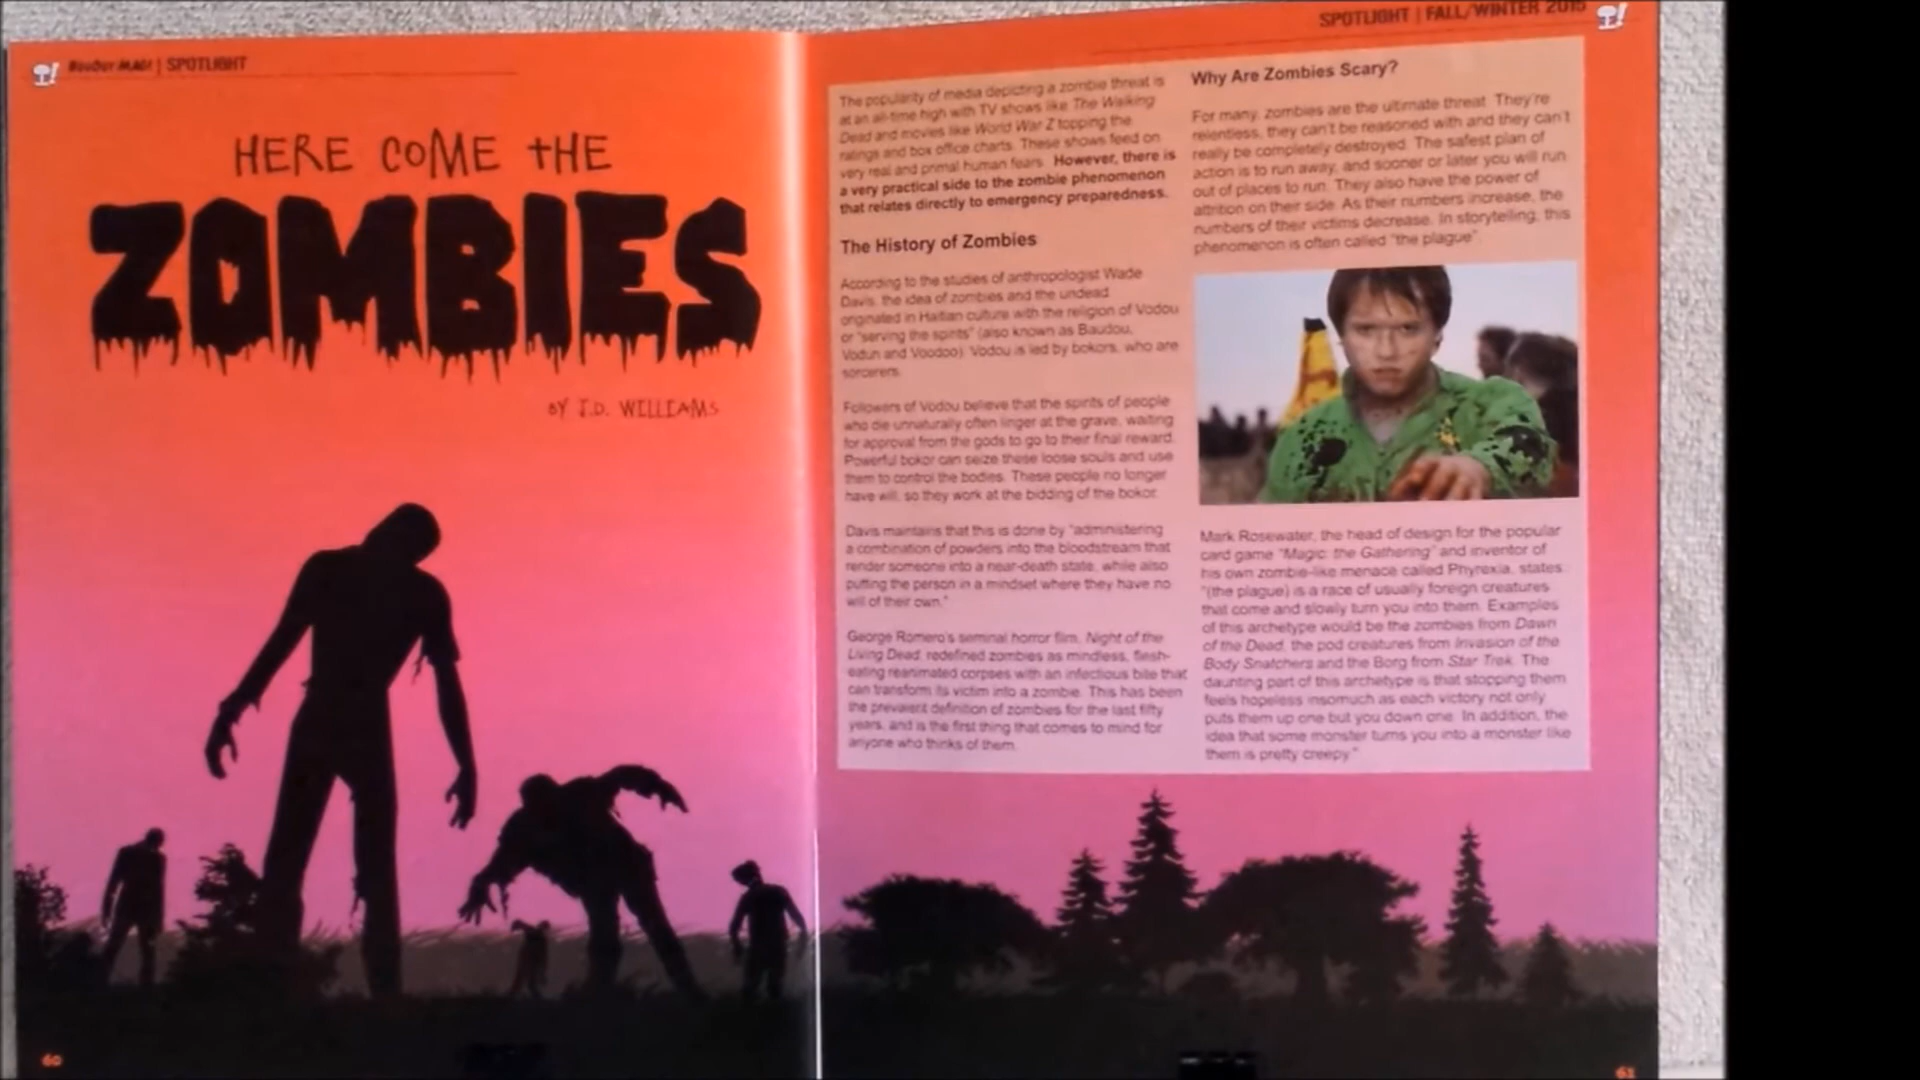 SPOTLIGHT
HERE COME THE
ZOMBIES
BY J.D. WILLIAMS
60
SPOTLIGHT | FALL/WINTER 2015
The popularity of media depicting a zombie threat is
at an all-time high with TV shows like The Walking
Dead and movies like World War Z topping the
ratings and box office charts. These shows feed on
very real and primal human fears. However, there is
a very practical side to the zombie phenomenon
that relates directly to emergency preparedness.
The History of Zombies
According to the studies of anthropologist Wade
Davis, the idea of zombies and the undead
originated in Haitian culture with the religion of Vodou
or "serving the spirits" (also known as Baudou,
Vodun and Voodoo). Vodou is led by bokors, who are
sorcerers.
Followers of Vodou believe that the spirits of people
who die unnaturally often linger at the grave, waiting
for approval from the gods to go to their final reward.
Powerful bokor can seize these loose souls and use
them to control the bodies. These people no longer
have will, so they work at the bidding of the bokor.
Davis maintains that this is done by "administering
a combination of powders into the bloodstream that
render someone into a near-death state, while also
putting the person in a mindset where they have no
will of their own."
George Romero's seminal horror film, Night of the
Living Dead, redefined zombies as mindless, flesh-
eating reanimated corpses with an infectious bite that
can transform its victim into a zombie. This has been
the prevalent definition of zombies for the last fifty
years, and is the first thing that comes to mind for
anyone who thinks of them.
Why Are Zombies Scary?
For many, zombies are the ultimate threat. They're
relentless, they can't be reasoned with and they can't
really be completely destroyed. The safest plan of
action is to run away, and sooner or later you will run
out of places to run. They also have the power of
attrition on their side. As their numbers increase, the
numbers of their victims decrease. In storytelling, this
phenomenon is often called "the plague".
Mark Rosewater, the head of design for the popular
card game "Magic: the Gathering" and inventor of
his own zombie-like menace called Phyrexia, states:
"(the plague) is a race of usually foreign creatures
that come and slowly turn you into them. Examples
of this archetype would be the zombies from Dawn
of the Dead, the pod creatures from Invasion of the
Body Snatchers and the Borg from Star Trek. The
daunting part of this archetype is that stopping them
feels hopeless insomuch as each victory not only
puts them up one but you down one. In addition, the
idea that some monster turns you into a monster like
them is pretty creepy."
61